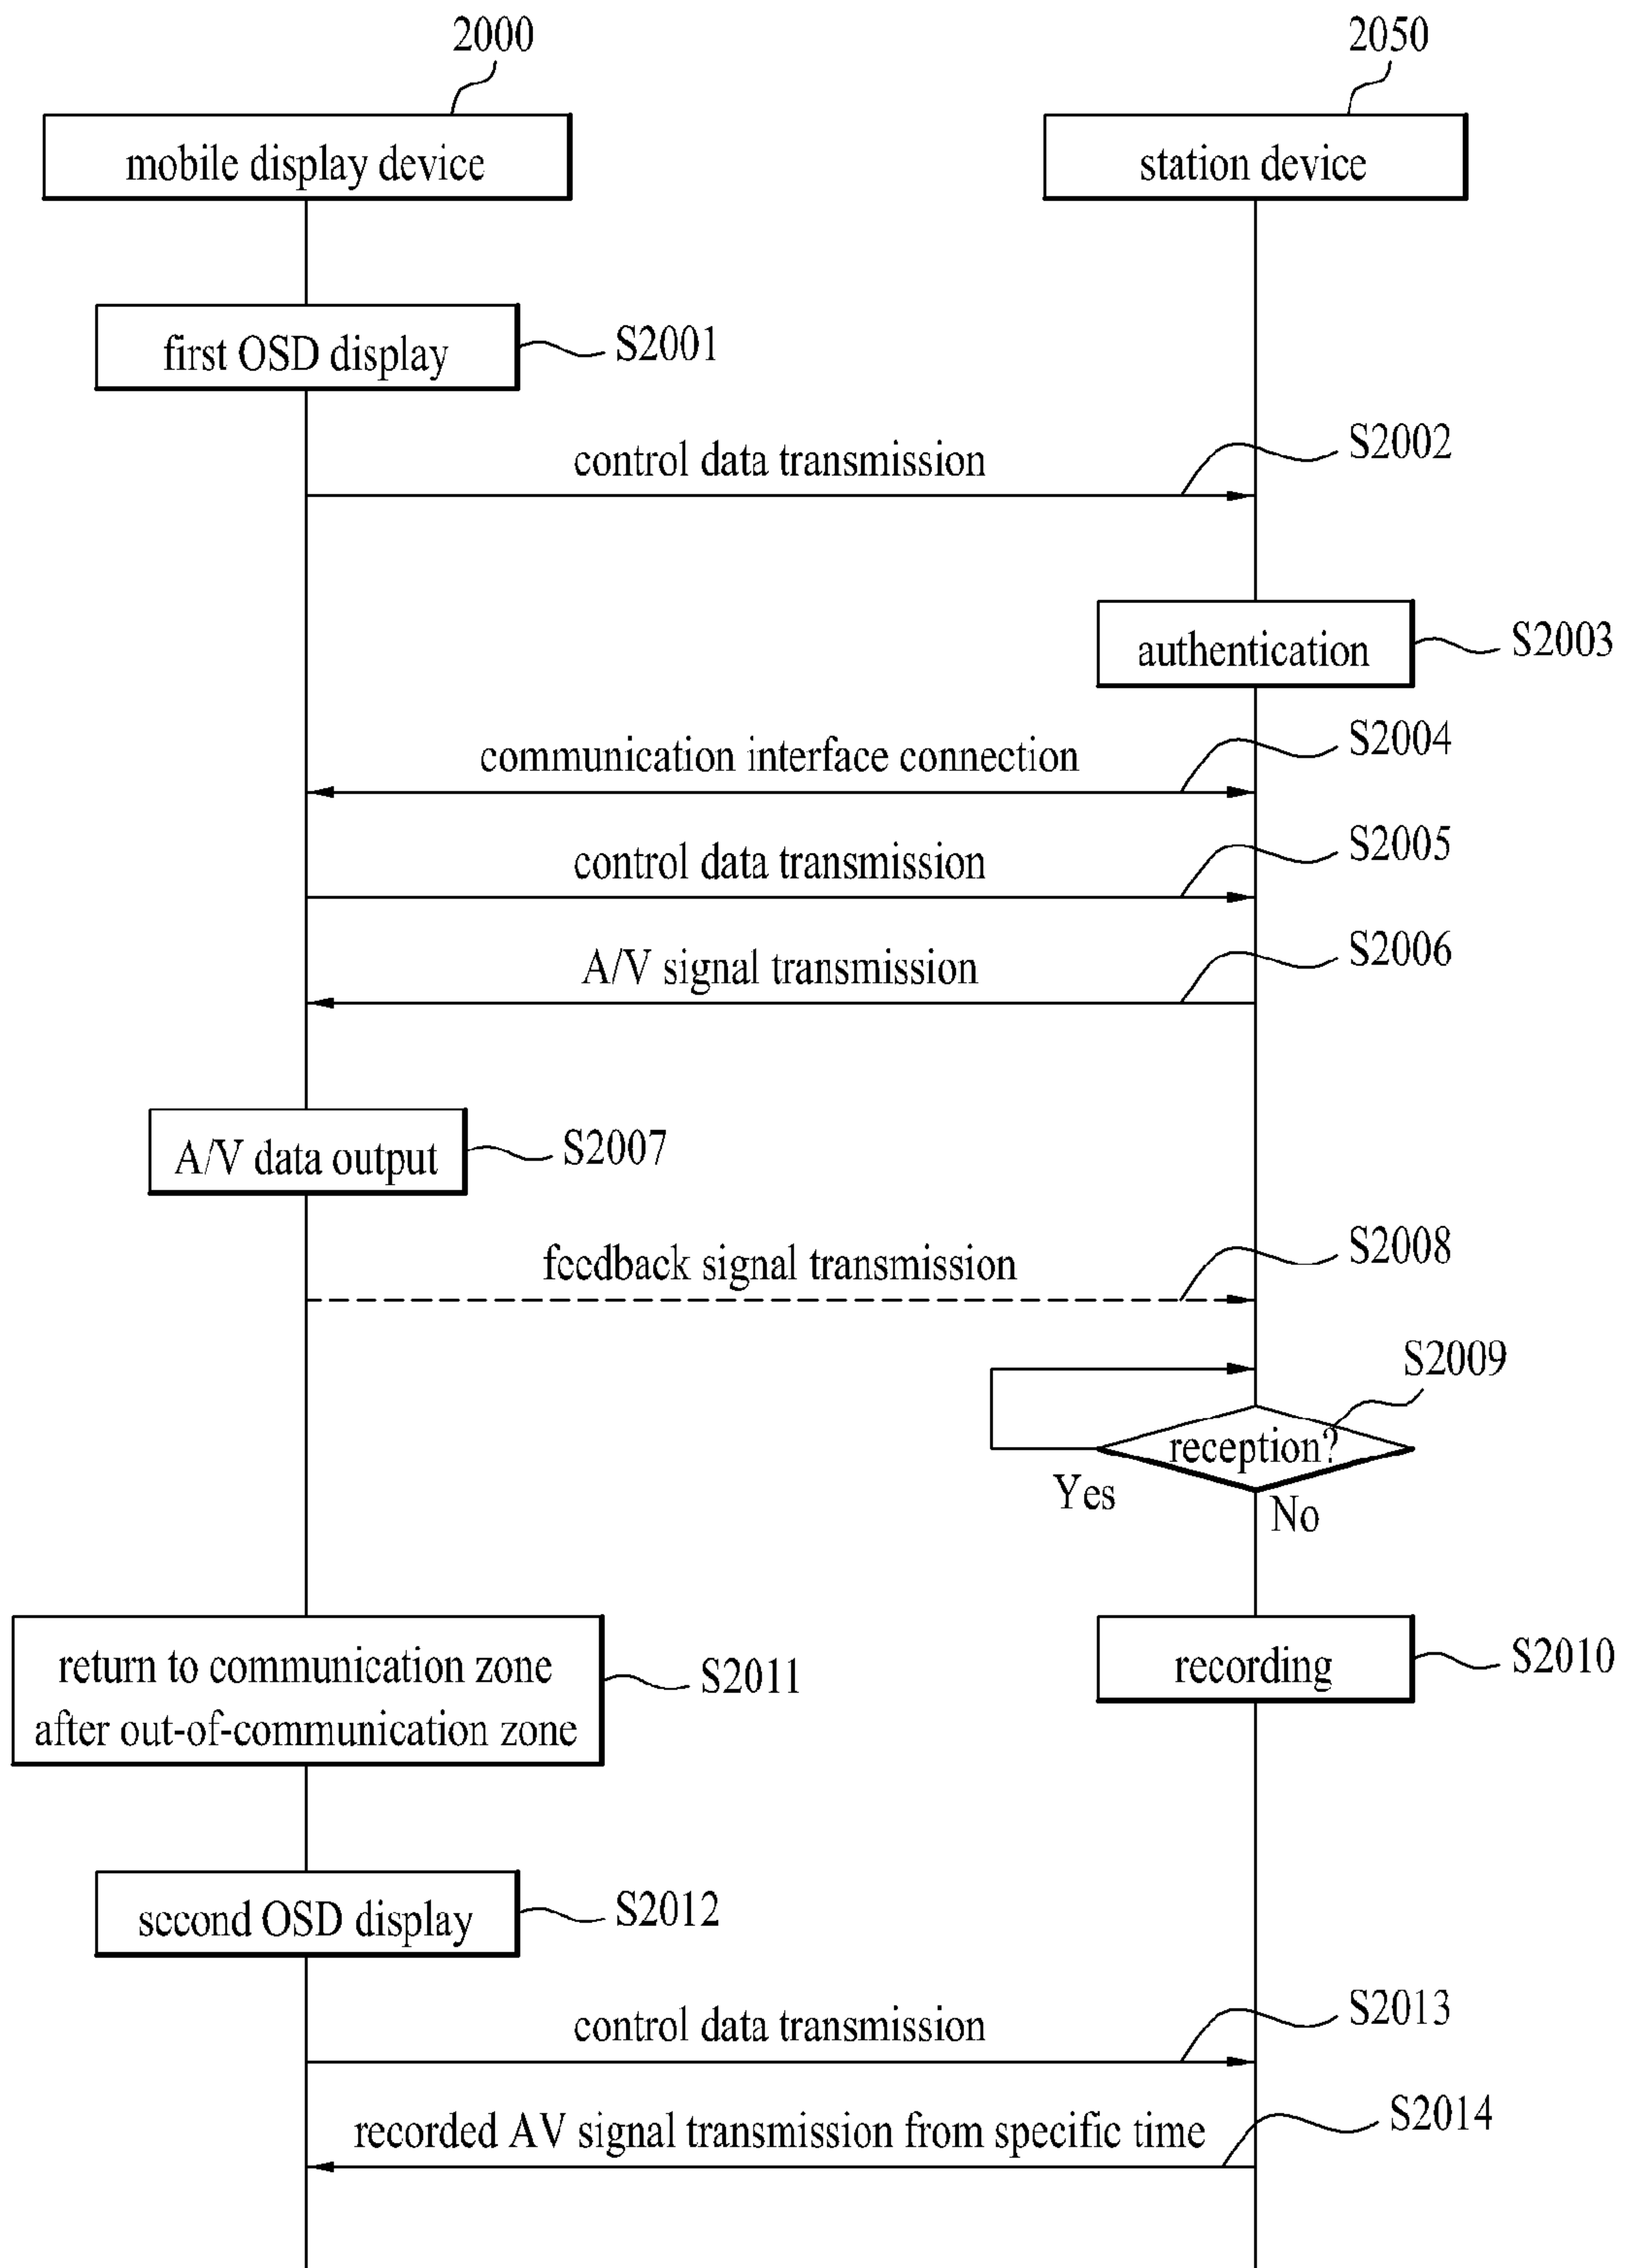 2000
2050
mobile display device
station device
first OSD display
S2001
control data transmission
S2002
authentication
S2003
communication interface connection
S2004
control data transmission
S2005
A/V signal transmission
S2006
A/V data output
S2007
feedback signal transmission
S2008
S2009
reception?
Yes
No
return to communication zone
after out-of-communication zone
S2011
recording
S2010
second OSD display
S2012
control data transmission
S2013
recorded AV signal transmission from specific time
S2014